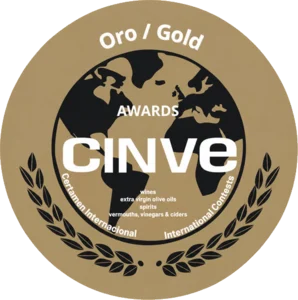 Oro / Gold
AWARDS
CINVE
wines
extra virgin olive oils
spirits
vermouths, vinegars & ciders
Certamen Internacional
International Contests